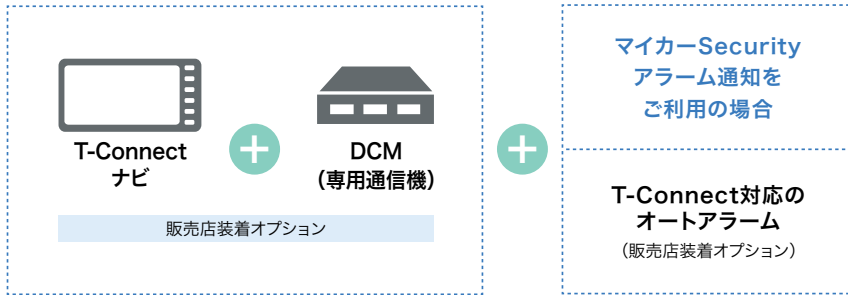 T-Connect
ナビ
DCM
（専用通信機）
販売店装着オプション
マイカーSecurity
アラーム通知を
ご利用の場合
T-Connect対応の
オートアラーム
（販売店装着オプション）